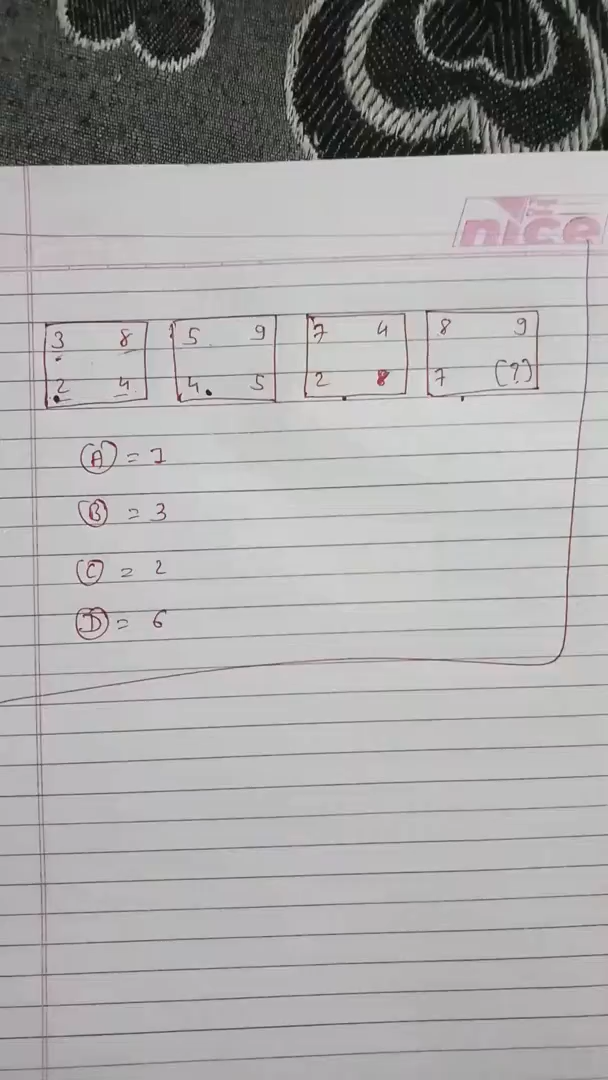 nice
3 8 5 9 7 4 8 9
2 4 4 5 2 8 7 (?)
(A) = 1
(B) = 3
(C) = 2
(D) = 6